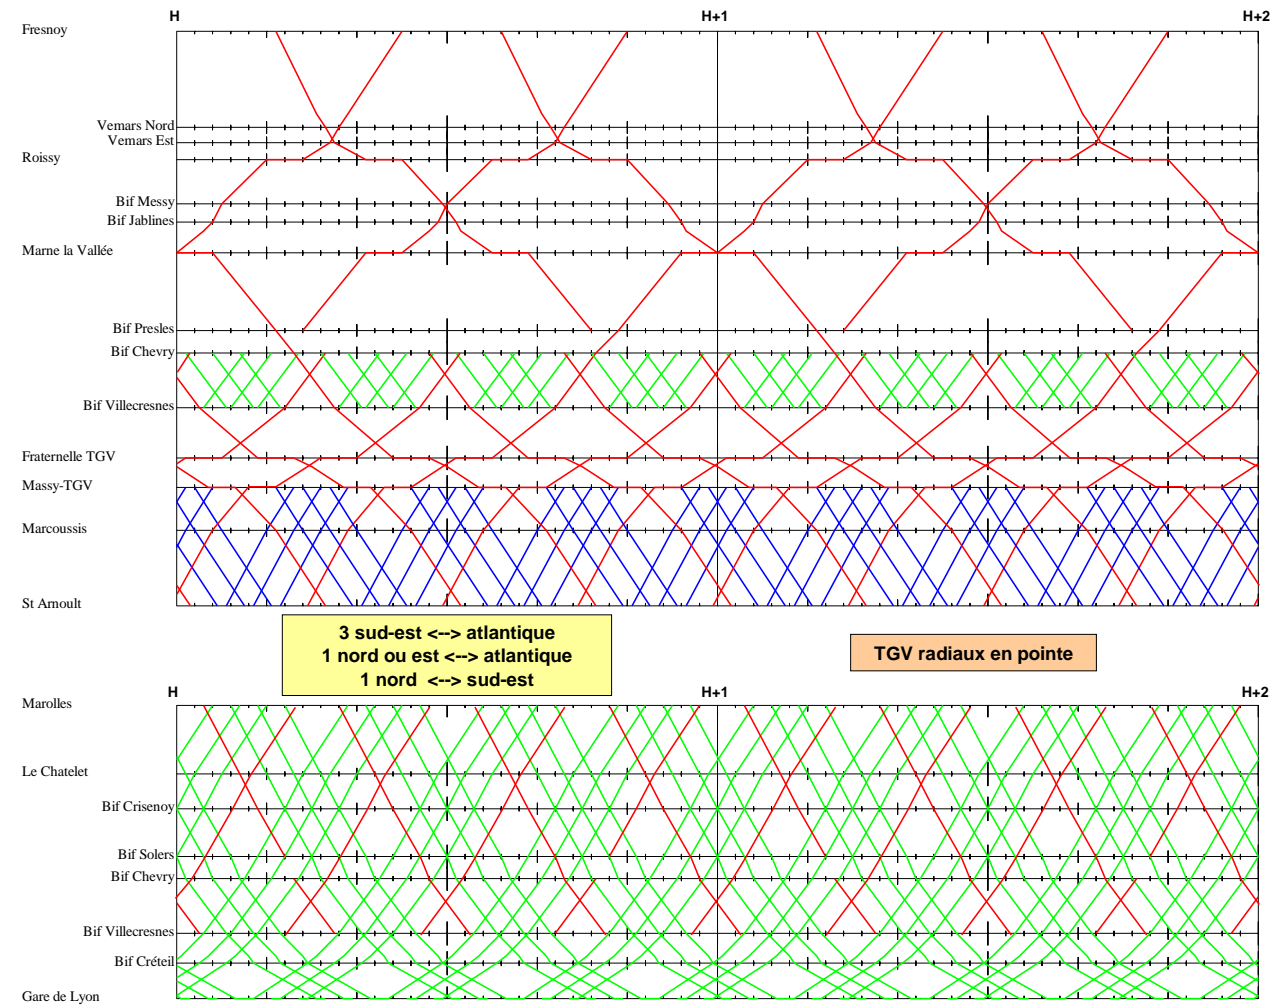 H H+1 H+2
Fresnoy
Vemars Nord
Vemars Est
Roissy
Bif Messy
Bif Jablines
Marne la Vallée
Bif Presles
Bif Chevry
Bif Villecresnes
Fraternelle TGV
Massy-TGV
Marcoussis
St Arnoult
3 sud-est <--> atlantique
1 nord ou est <--> atlantique
1 nord <--> sud-est
TGV radiaux en pointe
H H+1 H+2
Marolles
Le Chatelet
Bif Crisenoy
Bif Solers
Bif Chevry
Bif Villecresnes
Bif Créteil
Gare de Lyon